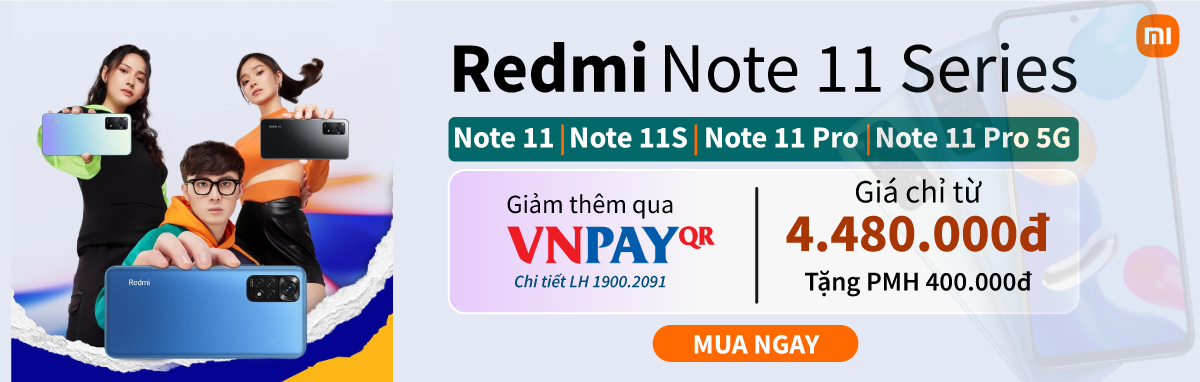 Redmi Note 11 Series
Note 11 | Note 11S | Note 11 Pro | Note 11 Pro 5G
Giảm thêm qua
VNPAYQR
Chi tiết LH 1900.2091
Giá chỉ từ
4.480.000đ
Tặng PMH 400.000đ
MUA NGAY
mi
Redmi
Redmi